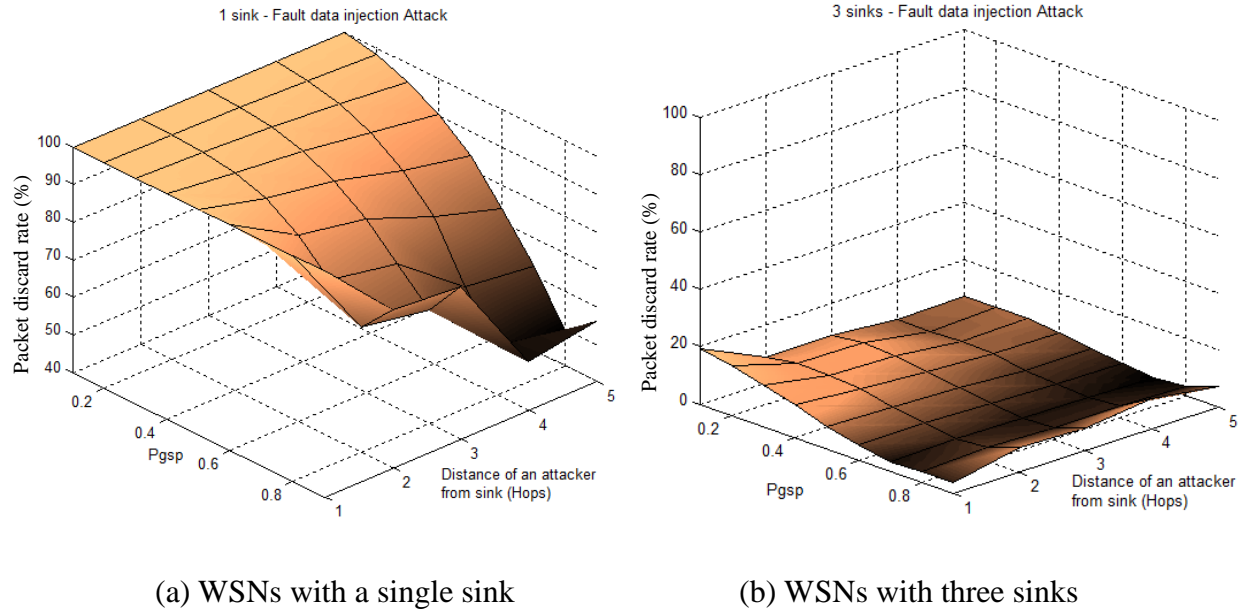 1 sink - Fault data injection Attack
Packet discard rate (%)
100
90
80
70
60
50
40
0.2
0.4
0.6
0.8
Pgsp
1
2
3
4
5
Distance of an attacker
from sink (Hops)
(a) WSNs with a single sink
3 sinks - Fault data injection Attack
Packet discard rate (%)
100
80
60
40
20
0
0.2
0.4
0.6
0.8
Pgsp
1
2
3
4
5
Distance of an attacker
from sink (Hops)
(b) WSNs with three sinks